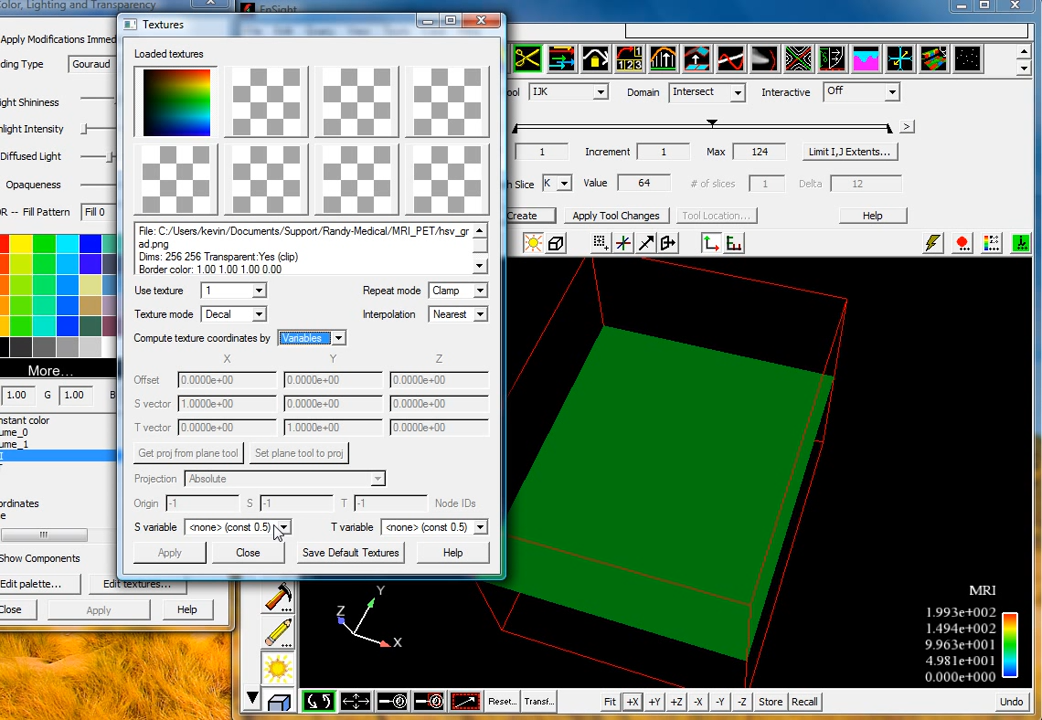 olor, Lighting and Transparency
Apply Modifications Immed
ding Type
Gouraud
ght Shininess
hlight Intensity
Diffused Light
Opaqueness
OR -- Fill Pattern
Fill 0
More...
1.00
G
1.00
B
nstant color
ume_0
ume_1
I
ordinates
e
Show Components
Edit palette...
Edit textures...
Close
Apply
Help
Textures
Loaded textures
File: C:/Users/kevin/Documents/Support/Randy-Medical/MRI_PET/hsv_gr
ad.png
Dims: 256 256 Transparent:Yes (clip)
Border color: 1.00 1.00 1.00 0.00
Use texture
1
Repeat mode
Clamp
Texture mode
Decal
Interpolation
Nearest
Compute texture coordinates by
Variables
X
Y
Z
Offset
0.0000e+00
0.0000e+00
0.0000e+00
S vector
1.0000e+00
0.0000e+00
0.0000e+00
T vector
0.0000e+00
1.0000e+00
0.0000e+00
Get proj from plane tool
Set plane tool to proj
Projection
Absolute
Origin
-1
S
-1
T
-1
Node IDs
S variable
<none> (const 0.5)
T variable
<none> (const 0.5)
Apply
Close
Save Default Textures
Help
EnSight
ool
IJK
Domain
Intersect
Interactive
Off
>
1
Increment
1
Max
124
Limit I,J Extents...
h Slice
K
Value
64
# of slices
1
Delta
12
Create
Apply Tool Changes
Tool Location...
Help
MRI
1.993e+002
1.494e+002
9.963e+001
4.981e+001
0.000e+000
Y
Z
X
Reset...
Transf...
Fit
+X
+Y
+Z
-X
-Y
-Z
Store
Recall
Undo